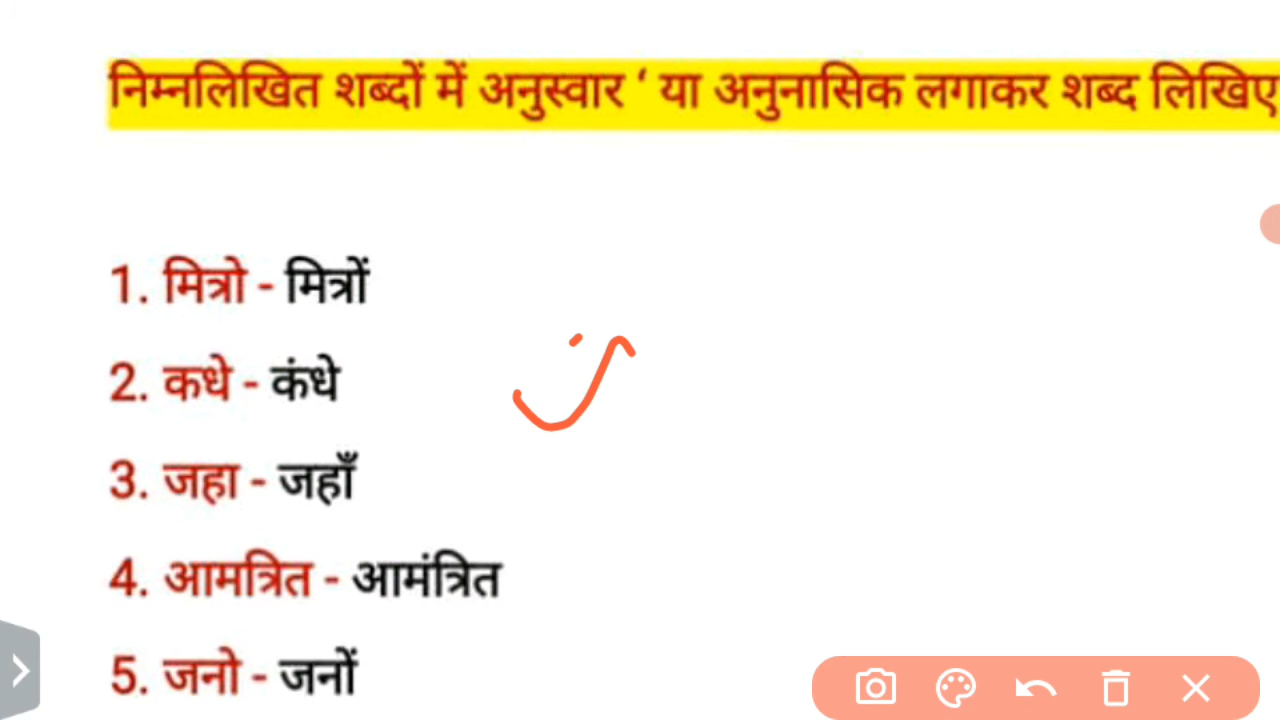 निम्नलिखित शब्दों में अनुस्वार ‘ या अनुनासिक लगाकर शब्द लिखिए
1. मित्रो - मित्रों
2. कधे - कंधे
3. जहा - जहाँ
4. आमत्रित - आमंत्रित
5. जनो - जनों